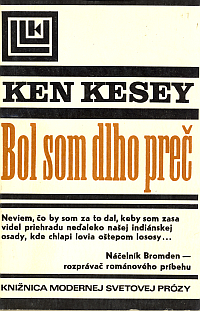 KEN KESEY
Bol som dlho preč
Neviem, čo by som za to dal, keby som zasa
videl priehradu neďaleko našej indiánskej
osady, kde chlapi lovia oštepom lososy...
Náčelník Bromden —
rozprávač románového príbehu
KNIŽNICA MODERNEJ SVETOVEJ PRÓZY